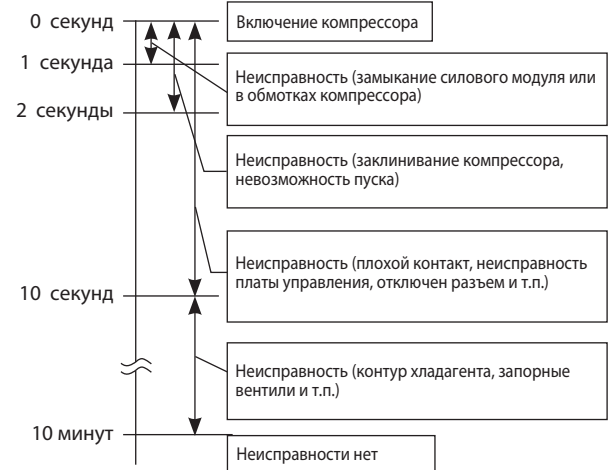 0 секунд
Включение компрессора
1 секунда
Неисправность (замыкание силового модуля или
в обмотках компрессора)
2 секунды
Неисправность (заклинивание компрессора,
невозможность пуска)
Неисправность (плохой контакт, неисправность
платы управления, отключен разъем и т.п.)
10 секунд
Неисправность (контур хладагента, запорные
вентили и т.п.)
10 минут
Неисправности нет